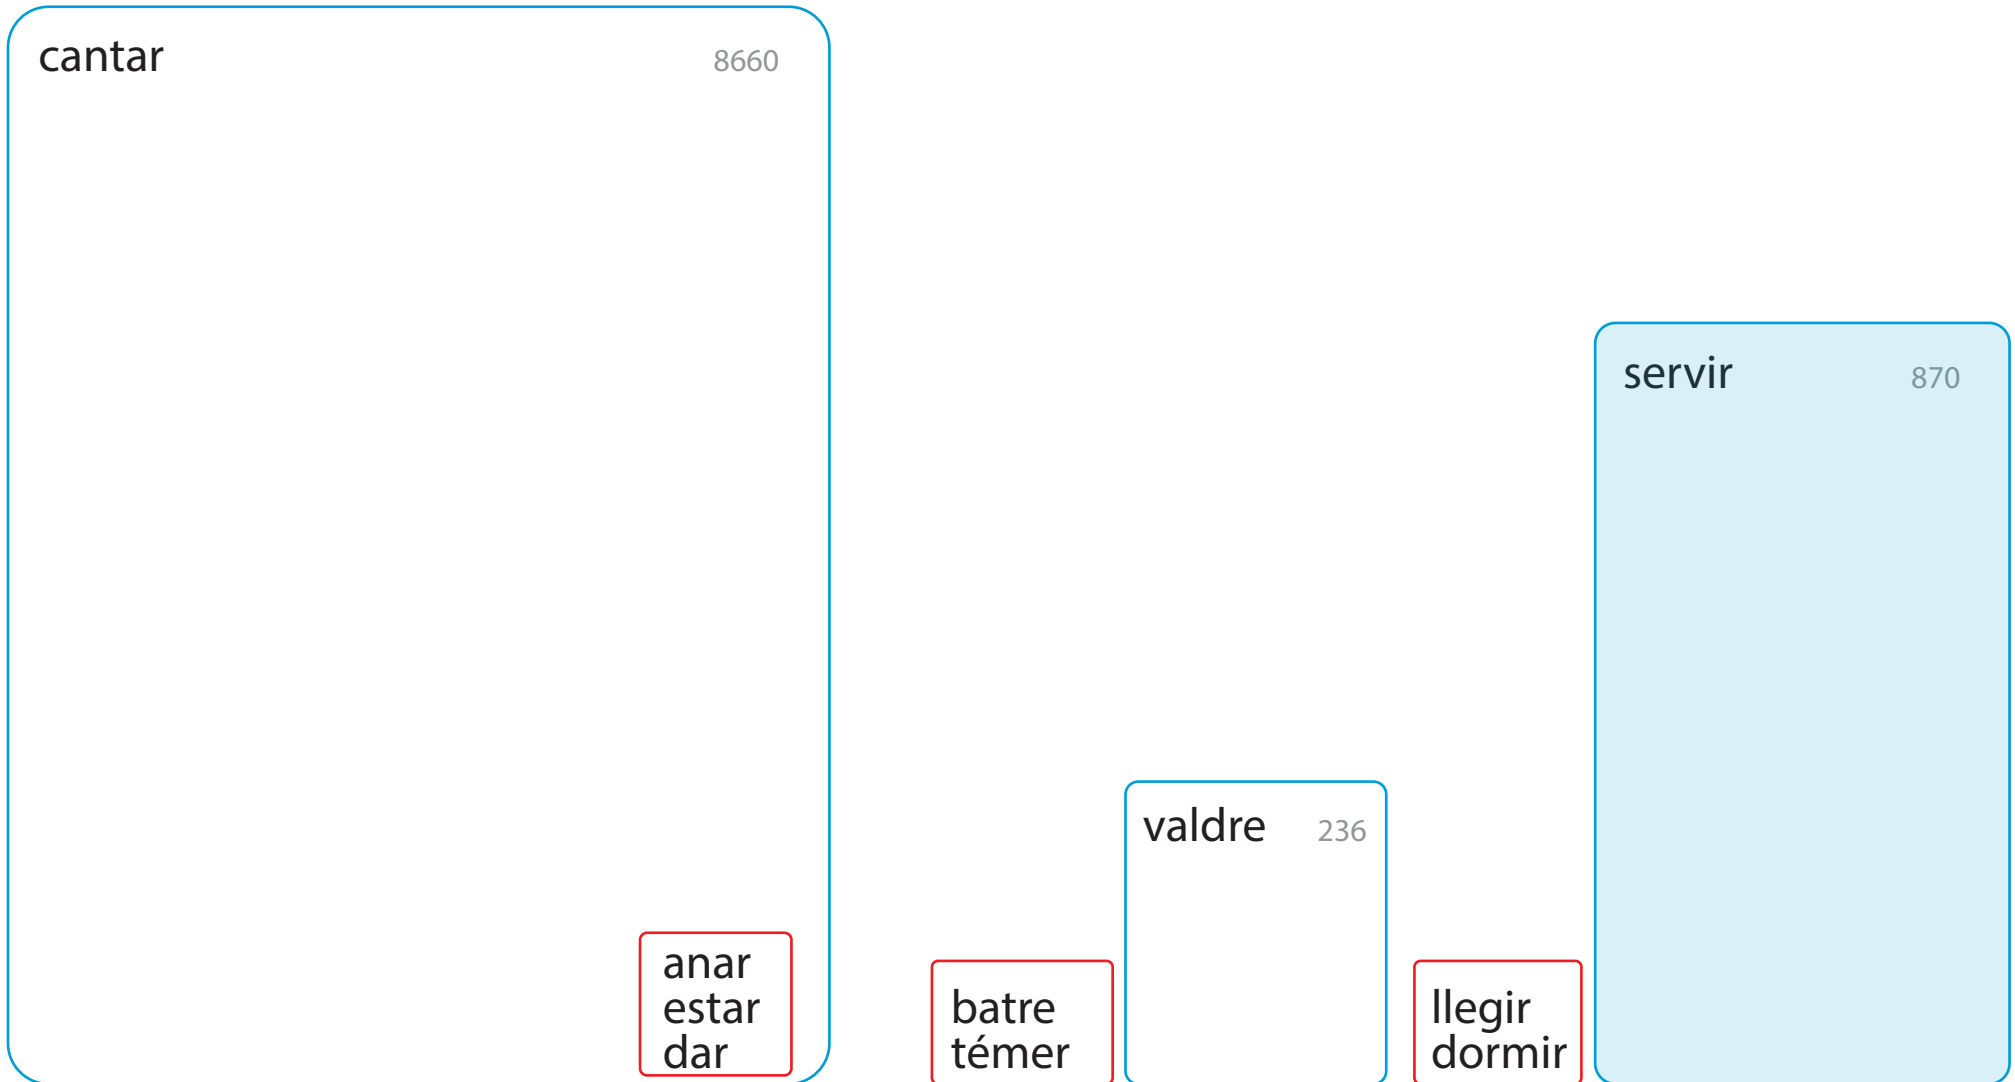 cantar 8660
servir 870
valdre 236
anar
estar
dar
batre
témer
llegir
dormir